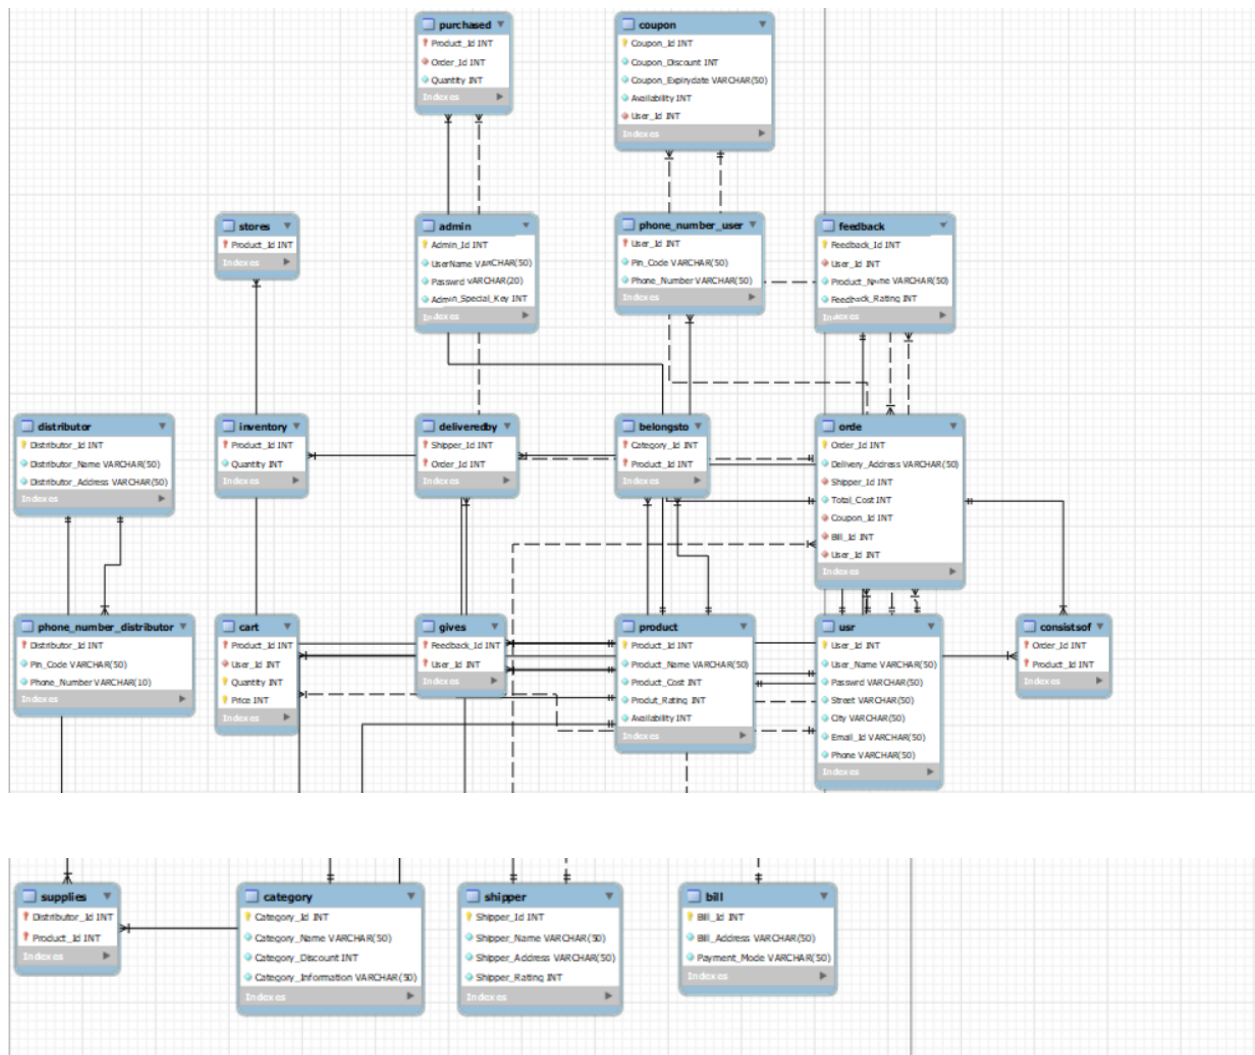 purchased
Product_Id INT
Order_Id INT
Quantity INT
Indexes
coupon
Coupon_Id INT
Coupon_Discount INT
Coupon_Expirydate VARCHAR(50)
Availability INT
User_Id INT
Indexes
stores
Product_Id INT
Indexes
admin
Admin_Id INT
UserName VARCHAR(50)
Passwrd VARCHAR(20)
Admin_Special_Key INT
Indexes
phone_number_user
User_Id INT
Pin_Code VARCHAR(50)
Phone_Number VARCHAR(50)
Indexes
feedback
Feedback_Id INT
User_Id INT
Product_Name VARCHAR(50)
Feedback_Rating INT
Indexes
distributor
Distributor_Id INT
Distributor_Name VARCHAR(50)
Distributor_Address VARCHAR(50)
Indexes
inventory
Product_Id INT
Quantity INT
Indexes
deliveredby
Shipper_Id INT
Order_Id INT
Indexes
belongsto
Category_Id INT
Product_Id INT
Indexes
orde
Order_Id INT
Delivery_Address VARCHAR(50)
Shipper_Id INT
Total_Cost INT
Coupon_Id INT
Bill_Id INT
User_Id INT
Indexes
phone_number_distributor
Distributor_Id INT
Pin_Code VARCHAR(50)
Phone_Number VARCHAR(10)
Indexes
cart
Product_Id INT
User_Id INT
Quantity INT
Price INT
Indexes
gives
Feedback_Id INT
User_Id INT
Indexes
product
Product_Id INT
Product_Name VARCHAR(50)
Product_Cost INT
Produt_Rating INT
Availability INT
Indexes
usr
User_Id INT
User_Name VARCHAR(50)
Passwrd VARCHAR(50)
Street VARCHAR(50)
City VARCHAR(50)
Email_Id VARCHAR(50)
Phone VARCHAR(50)
Indexes
consistsof
Order_Id INT
Product_Id INT
Indexes
supplies
Distributor_Id INT
Product_Id INT
Indexes
category
Category_Id INT
Category_Name VARCHAR(50)
Category_Discount INT
Category_Information VARCHAR(50)
Indexes
shipper
Shipper_Id INT
Shipper_Name VARCHAR(50)
Shipper_Address VARCHAR(50)
Shipper_Rating INT
Indexes
bill
Bill_Id INT
Bill_Address VARCHAR(50)
Payment_Mode VARCHAR(50)
Indexes